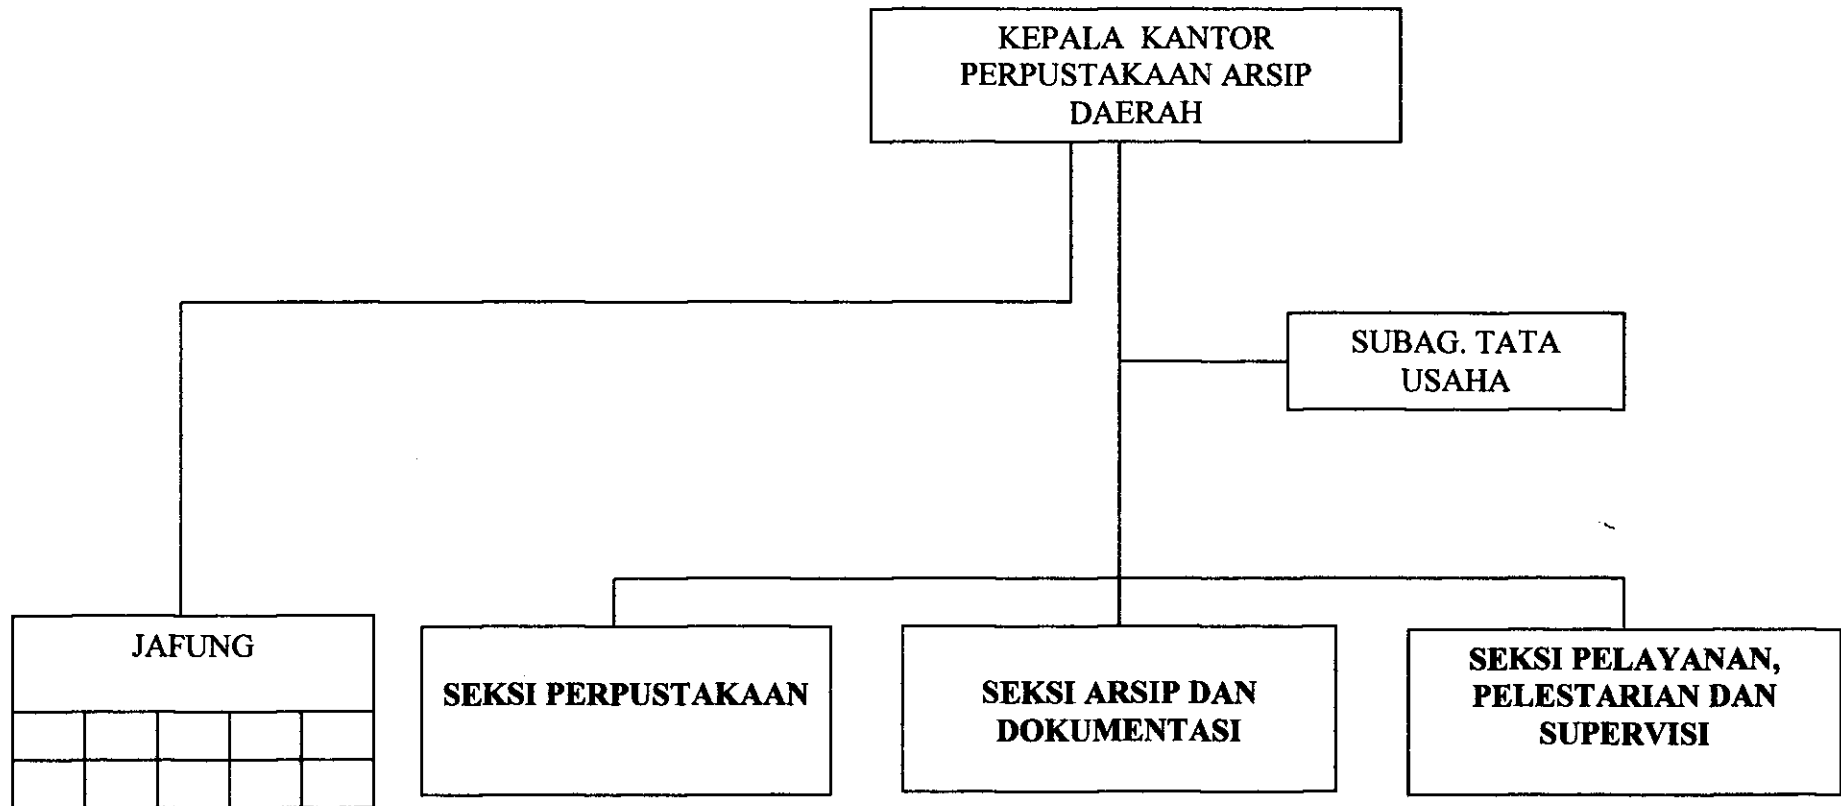 KEPALA KANTOR
PERPUSTAKAAN ARSIP
DAERAH
SUBAG. TATA
USAHA
JAFUNG
SEKSI PERPUSTAKAAN
SEKSI ARSIP DAN
DOKUMENTASI
SEKSI PELAYANAN,
PELESTARIAN DAN
SUPERVISI